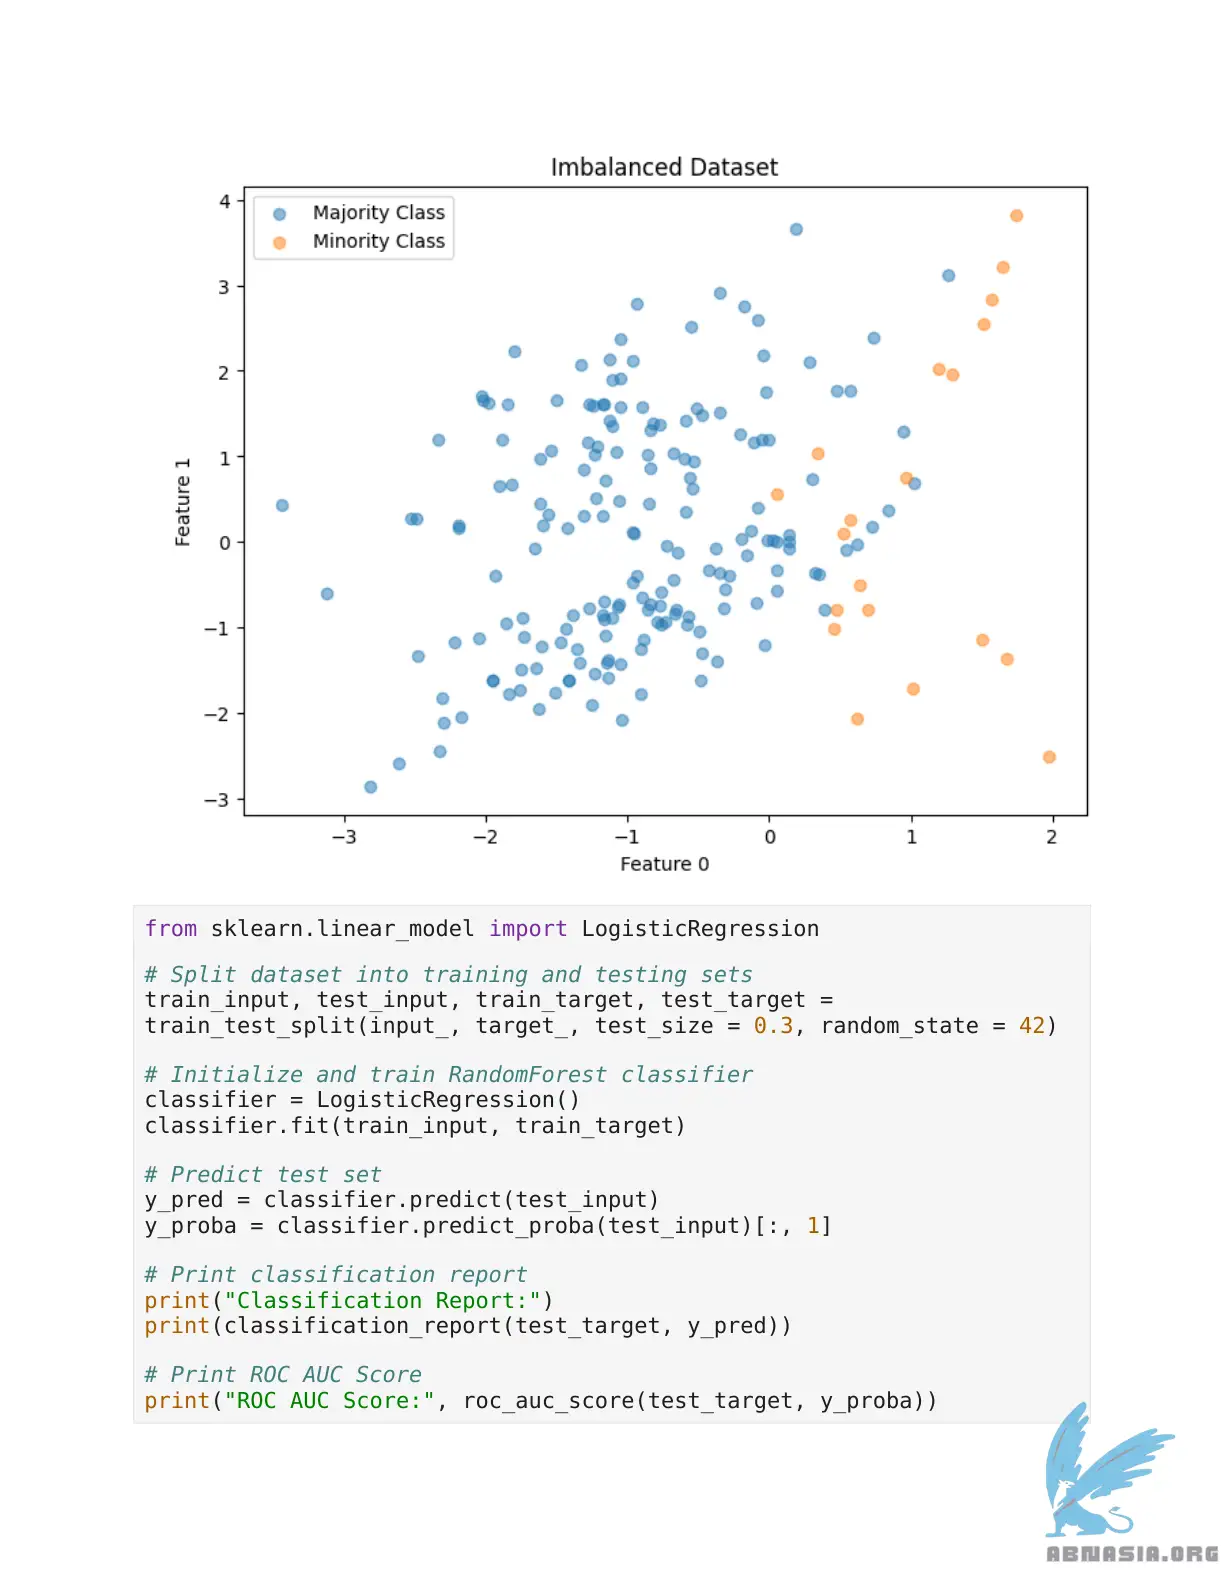 Imbalanced Dataset
Majority Class
Minority Class
4
3
2
1
0
−1
−2
−3
Feature 1
−3 −2 −1 0 1 2
Feature 0
from sklearn.linear_model import LogisticRegression
# Split dataset into training and testing sets
train_input, test_input, train_target, test_target =
train_test_split(input_, target_, test_size = 0.3, random_state = 42)
# Initialize and train RandomForest classifier
classifier = LogisticRegression()
classifier.fit(train_input, train_target)
# Predict test set
y_pred = classifier.predict(test_input)
y_proba = classifier.predict_proba(test_input)[:, 1]
# Print classification report
print("Classification Report:")
print(classification_report(test_target, y_pred))
# Print ROC AUC Score
print("ROC AUC Score:", roc_auc_score(test_target, y_proba))
ABNASIA.ORG